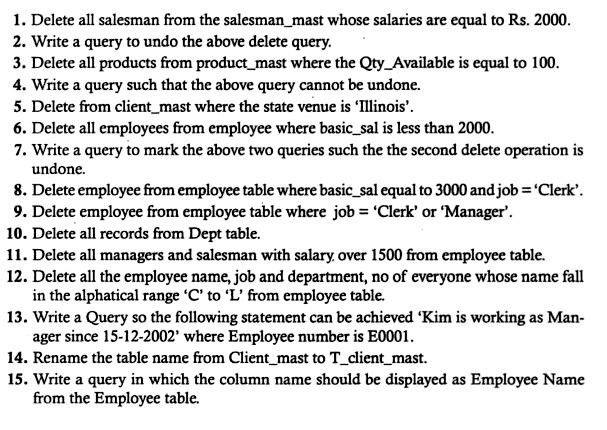 1. Delete all salesman from the salesman_mast whose salaries are equal to Rs. 2000.
2. Write a query to undo the above delete query.
3. Delete all products from product_mast where the Qty_Available is equal to 100.
4. Write a query such that the above query cannot be undone.
5. Delete from client_mast where the state venue is 'Illinois'.
6. Delete all employees from employee where basic_sal is less than 2000.
7. Write a query to mark the above two queries such the the second delete operation is
undone.
8. Delete employee from employee table where basic_sal equal to 3000 and job = 'Clerk'.
9. Delete employee from employee table where job = 'Clerk' or 'Manager'.
10. Delete all records from Dept table.
11. Delete all managers and salesman with salary over 1500 from employee table.
12. Delete all the employee name, job and department, no of everyone whose name fall
in the alphatical range 'C' to 'L' from employee table.
13. Write a Query so the following statement can be achieved 'Kim is working as Man-
ager since 15-12-2002' where Employee number is E0001.
14. Rename the table name from Client_mast to T_client_mast.
15. Write a query in which the column name should be displayed as Employee Name
from the Employee table.